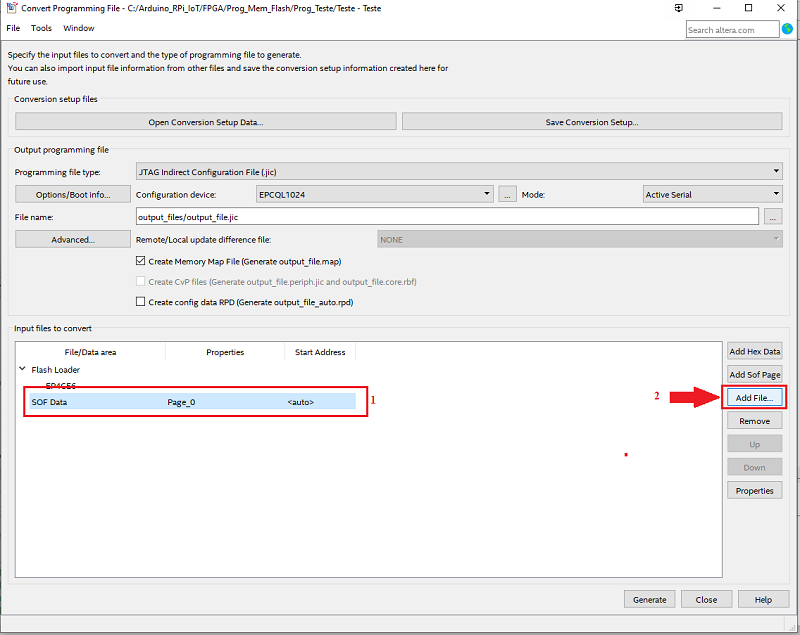 Convert Programming File - C:/Arduino_RPi_IoT/FPGA/Prog_Mem_Flash/Prog_Teste/Teste - Teste
File Tools Window
Search altera.com
Specify the input files to convert and the type of programming file to generate.
You can also import input file information from other files and save the conversion setup information created here for
future use.
Conversion setup files
Open Conversion Setup Data... Save Conversion Setup...
Output programming file
Programming file type: JTAG Indirect Configuration File (.jic)
Options/Boot info... Configuration device: EPCQL1024 ... Mode: Active Serial
File name: output_files/output_file.jic ...
Advanced... Remote/Local update difference file: NONE
Create Memory Map File (Generate output_file.map)
Create CvP files (Generate output_file.periph.jic and output_file.core.rbf)
Create config data RPD (Generate output_file_auto.rpd)
Input files to convert
File/Data area Properties Start Address
Flash Loader
EP4CE6
SOF Data Page_0 <auto> 1
Add Hex Data
Add Sof Page
2 Add File...
Remove
Up
Down
Properties
Generate Close Help